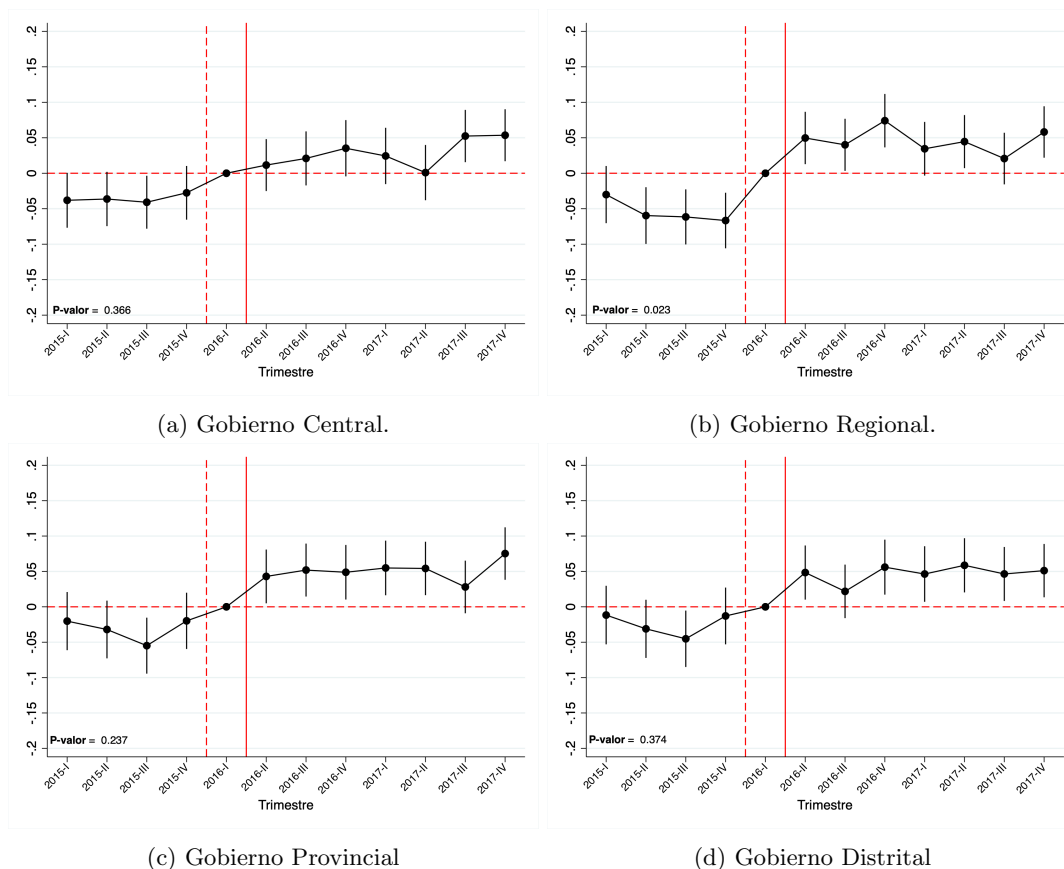 .2
.15
.1
.05
0
-.05
-.1
-.15
-.2
P-valor = 0.366
2015-I 2015-II 2015-III 2015-IV 2016-I 2016-II 2016-III 2016-IV 2017-I 2017-II 2017-III 2017-IV
Trimestre
(a) Gobierno Central.
.2
.15
.1
.05
0
-.05
-.1
-.15
-.2
P-valor = 0.023
2015-I 2015-II 2015-III 2015-IV 2016-I 2016-II 2016-III 2016-IV 2017-I 2017-II 2017-III 2017-IV
Trimestre
(b) Gobierno Regional.
.2
.15
.1
.05
0
-.05
-.1
-.15
-.2
P-valor = 0.237
2015-I 2015-II 2015-III 2015-IV 2016-I 2016-II 2016-III 2016-IV 2017-I 2017-II 2017-III 2017-IV
Trimestre
(c) Gobierno Provincial
.2
.15
.1
.05
0
-.05
-.1
-.15
-.2
P-valor = 0.374
2015-I 2015-II 2015-III 2015-IV 2016-I 2016-II 2016-III 2016-IV 2017-I 2017-II 2017-III 2017-IV
Trimestre
(d) Gobierno Distrital